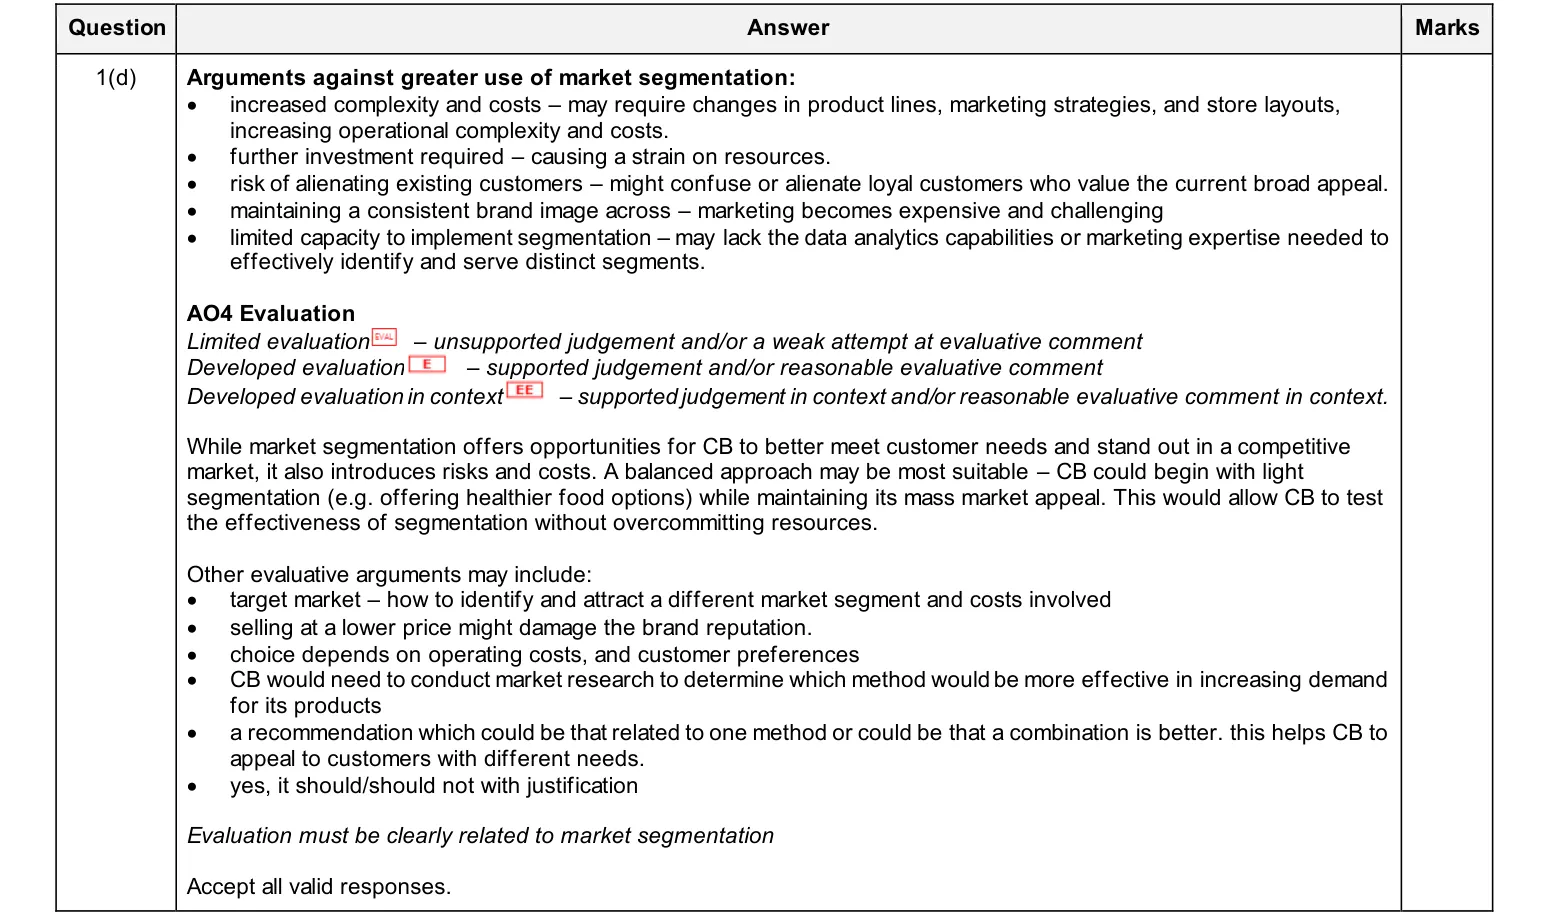 Question Answer Marks
1(d) Arguments against greater use of market segmentation:
• increased complexity and costs – may require changes in product lines, marketing strategies, and store layouts,
increasing operational complexity and costs.
• further investment required – causing a strain on resources.
• risk of alienating existing customers – might confuse or alienate loyal customers who value the current broad appeal.
• maintaining a consistent brand image across – marketing becomes expensive and challenging
• limited capacity to implement segmentation – may lack the data analytics capabilities or marketing expertise needed to
effectively identify and serve distinct segments.
AO4 Evaluation
Limited evaluation EVAL – unsupported judgement and/or a weak attempt at evaluative comment
Developed evaluation E – supported judgement and/or reasonable evaluative comment
Developed evaluation in context EE – supported judgement in context and/or reasonable evaluative comment in context.
While market segmentation offers opportunities for CB to better meet customer needs and stand out in a competitive
market, it also introduces risks and costs. A balanced approach may be most suitable – CB could begin with light
segmentation (e.g. offering healthier food options) while maintaining its mass market appeal. This would allow CB to test
the effectiveness of segmentation without overcommitting resources.
Other evaluative arguments may include:
• target market – how to identify and attract a different market segment and costs involved
• selling at a lower price might damage the brand reputation.
• choice depends on operating costs, and customer preferences
• CB would need to conduct market research to determine which method would be more effective in increasing demand
for its products
• a recommendation which could be that related to one method or could be that a combination is better. this helps CB to
appeal to customers with different needs.
• yes, it should/should not with justification
Evaluation must be clearly related to market segmentation
Accept all valid responses.